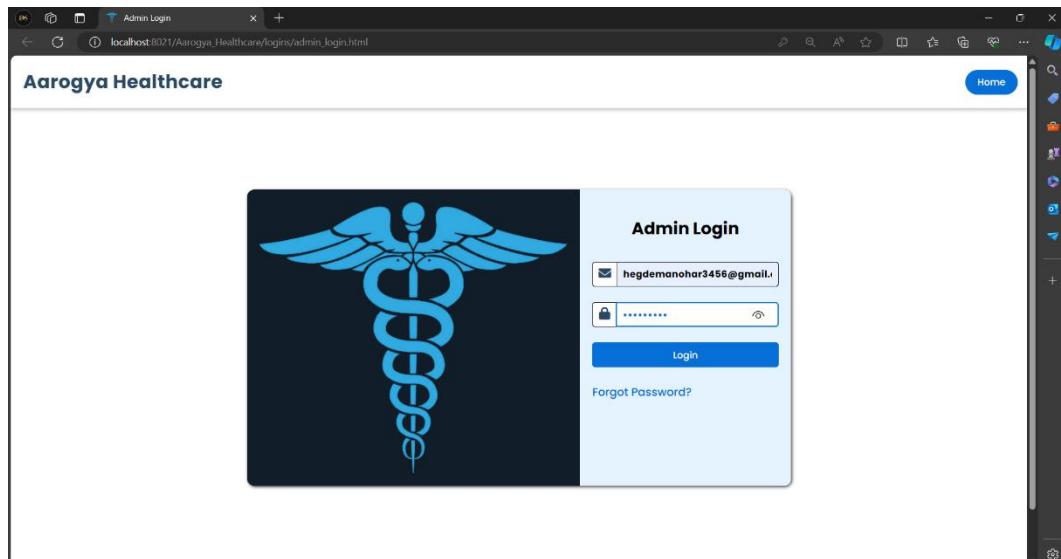 Admin Login
localhost:8021/Aarogya_Healthcare/logins/admin_login.html
Aarogya Healthcare
Home
Admin Login
hegdemanohar3456@gmail.
Login
Forgot Password?